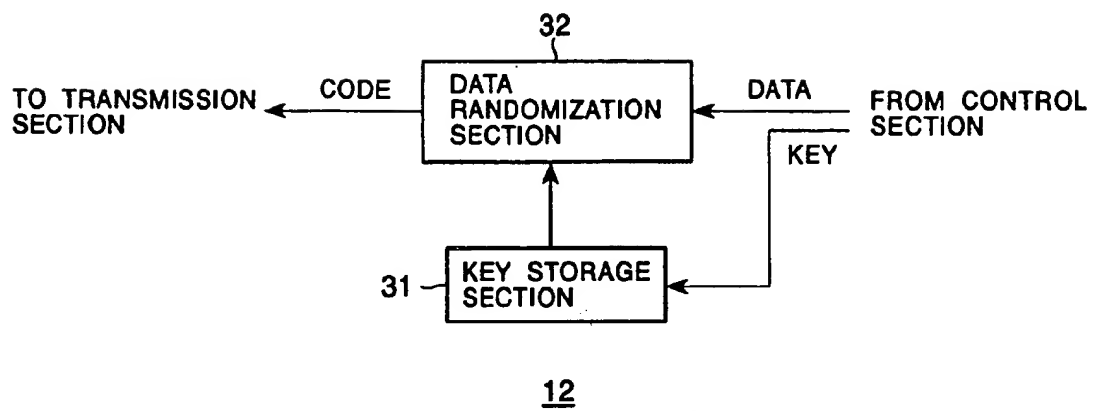 32
TO TRANSMISSION
SECTION
CODE
DATA
RANDOMIZATION
SECTION
DATA
FROM CONTROL
SECTION
KEY
31
KEY STORAGE
SECTION
12